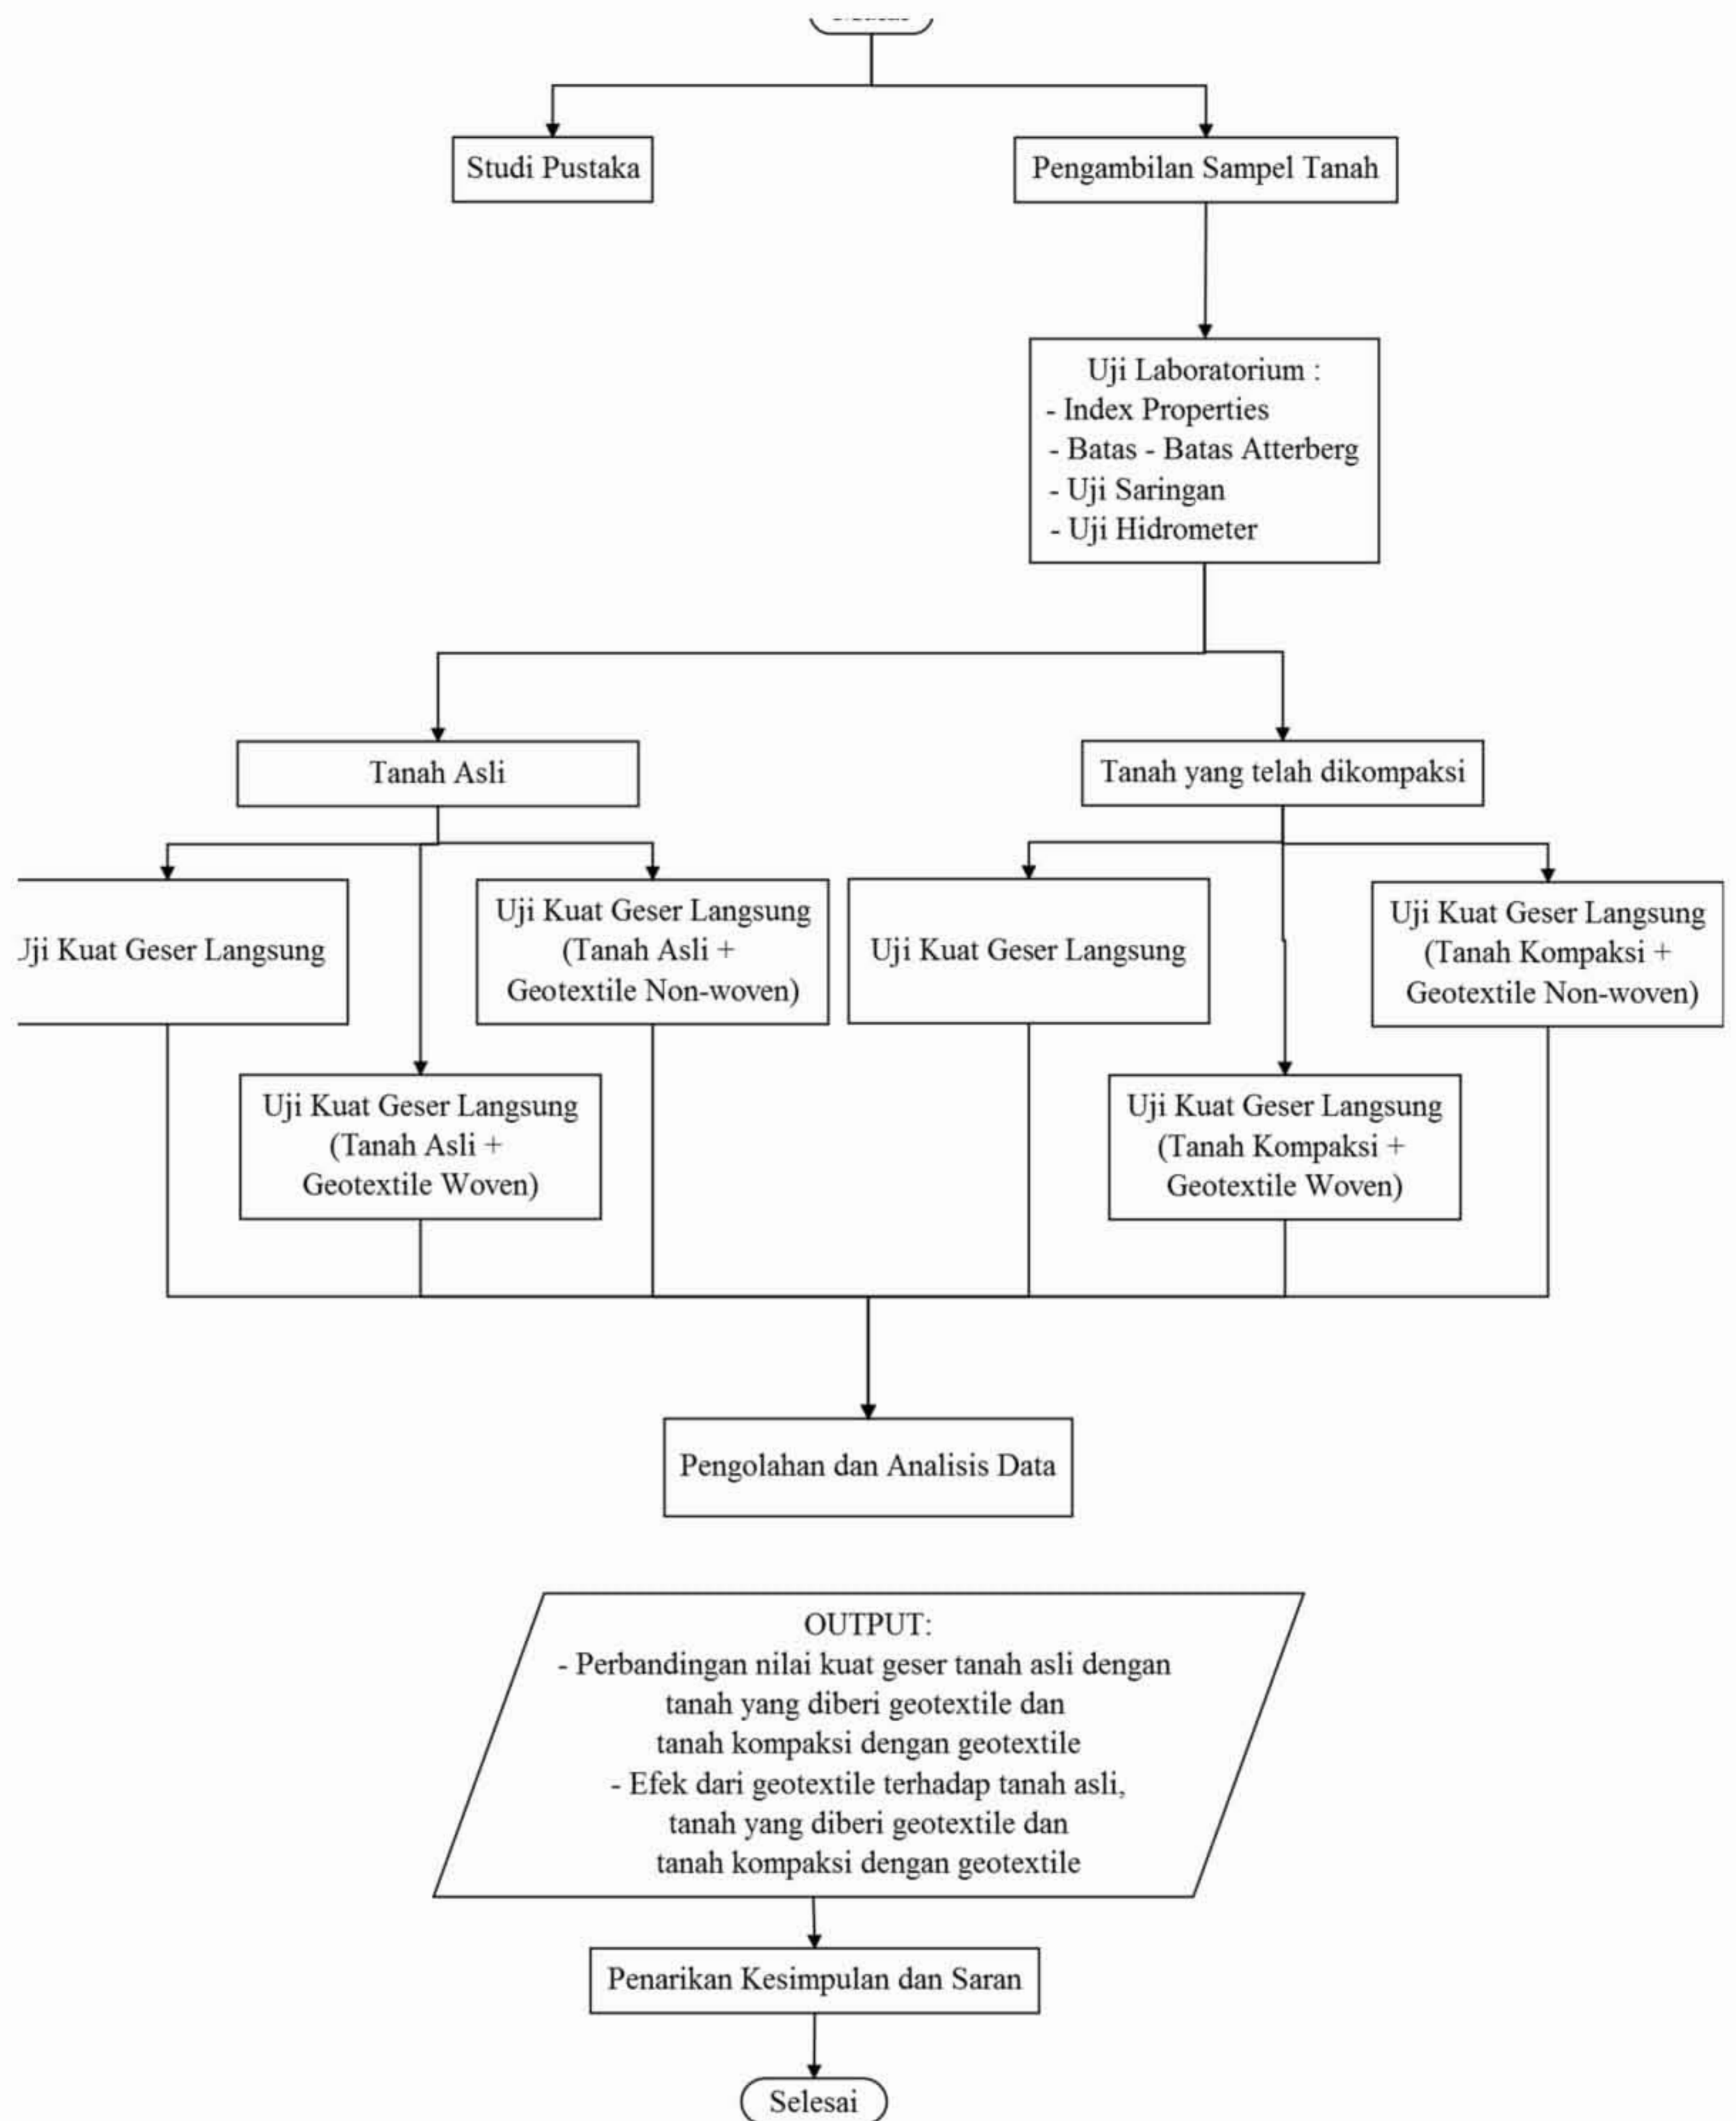 Studi Pustaka
Pengambilan Sampel Tanah
Uji Laboratorium :
- Index Properties
- Batas - Batas Atterberg
- Uji Saringan
- Uji Hidrometer
Tanah Asli
Tanah yang telah dikompaksi
Uji Kuat Geser Langsung
Uji Kuat Geser Langsung
(Tanah Asli +
Geotextile Non-woven)
Uji Kuat Geser Langsung
Uji Kuat Geser Langsung
(Tanah Kompaksi +
Geotextile Non-woven)
Uji Kuat Geser Langsung
(Tanah Asli +
Geotextile Woven)
Uji Kuat Geser Langsung
(Tanah Kompaksi +
Geotextile Woven)
Pengolahan dan Analisis Data
OUTPUT:
- Perbandingan nilai kuat geser tanah asli dengan
tanah yang diberi geotextile dan
tanah kompaksi dengan geotextile
- Efek dari geotextile terhadap tanah asli,
tanah yang diberi geotextile dan
tanah kompaksi dengan geotextile
Penarikan Kesimpulan dan Saran
Selesai